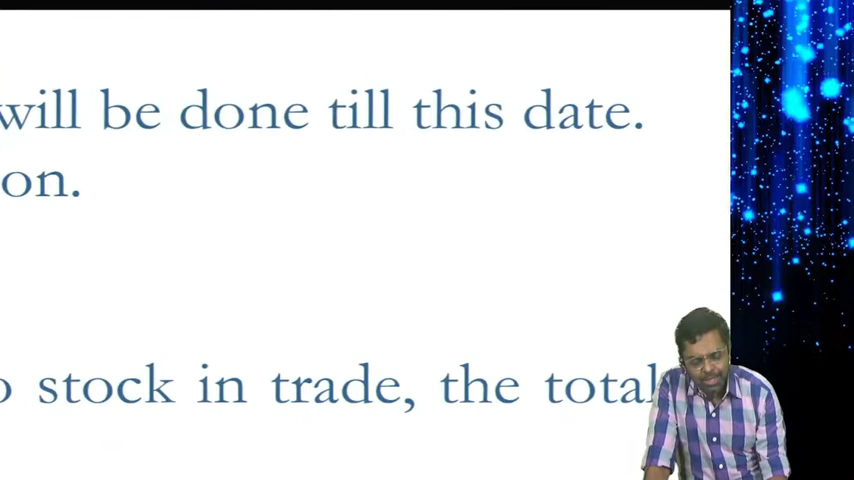 will be done till this date.
on.
stock in trade, the total